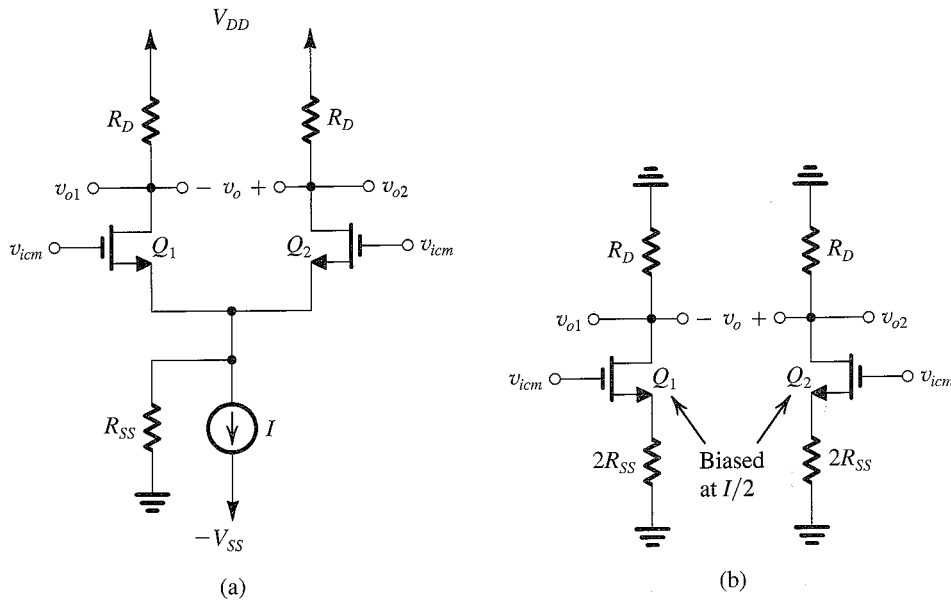 V_DD
R_D R_D
v_o1 − v_o + v_o2
v_icm Q_1 Q_2 v_icm
R_SS I
−V_SS
(a)
R_D R_D
v_o1 − v_o + v_o2
v_icm Q_1 Q_2 v_icm
2R_SS Biased 2R_SS
at I/2
(b)